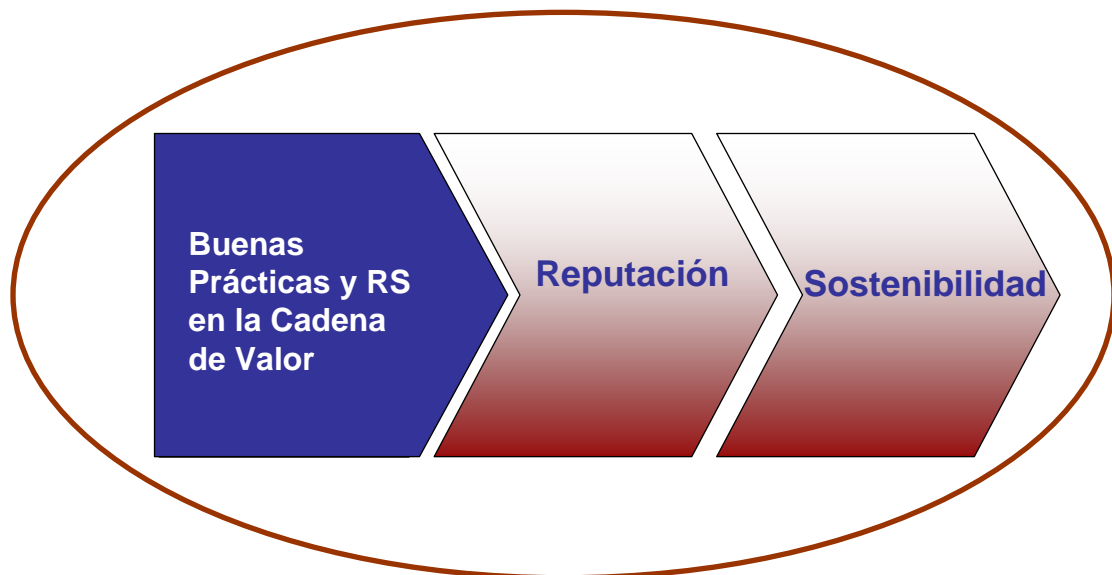 Buenas
Prácticas y RS
en la Cadena
de Valor
Reputación
Sostenibilidad